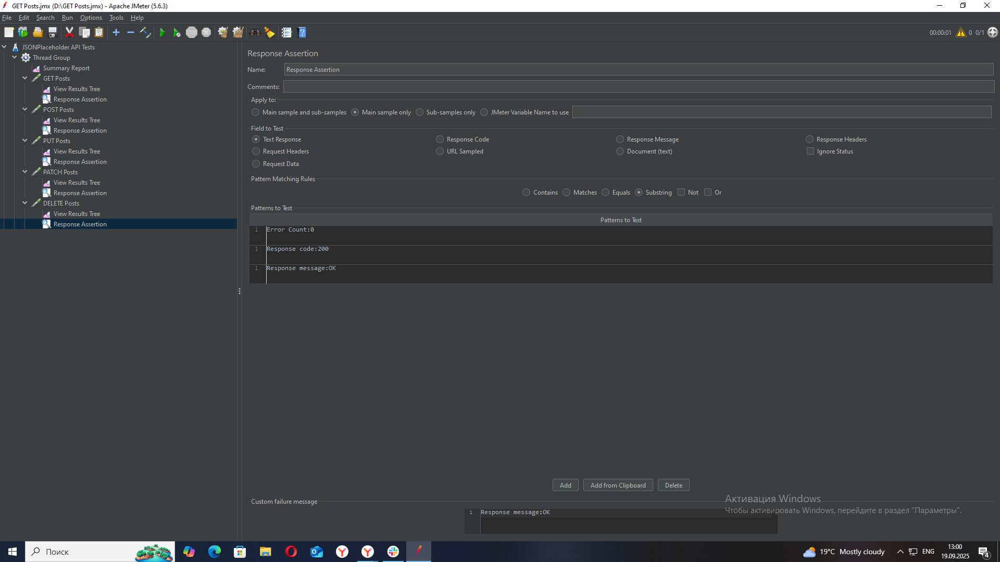 GET Posts.jmx (D:\GET Posts.jmx) - Apache JMeter (5.6.3)
File Edit Search Run Options Tools Help
STOP
00:00:01 0 0/1
JSONPlaceholder API Tests
Thread Group
Summary Report
GET Posts
View Results Tree
Response Assertion
POST Posts
View Results Tree
Response Assertion
PUT Posts
View Results Tree
Response Assertion
PATCH Posts
View Results Tree
Response Assertion
DELETE Posts
View Results Tree
Response Assertion
Response Assertion
Name: Response Assertion
Comments:
Apply to:
Main sample and sub-samples Main sample only Sub-samples only JMeter Variable Name to use
Field to Test
Text Response Response Code Response Message Response Headers
Request Headers URL Sampled Document (text) Ignore Status
Request Data
Pattern Matching Rules
Contains Matches Equals Substring Not Or
Patterns to Test
Patterns to Test
1 Error Count:0
1 Response code:200
1 Response message:OK
Add Add from Clipboard Delete
Custom failure message
1 Response message:OK
Активация Windows
Чтобы активировать Windows, перейдите в раздел "Параметры".
Поиск
19°C Mostly cloudy
ENG
13:00
19.09.2025
4